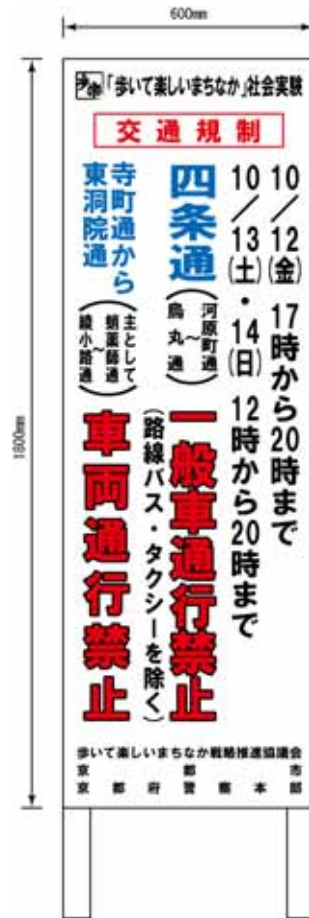 600mm
1800mm
歩楽
「歩いて楽しいまちなか」社会実験
交通規制
10/12(金) 17時から20時まで
10/13(土)・14(日) 12時から20時まで
四条通
(河原町通
~
烏丸通)
一般車通行禁止
(路線バス・タクシーを除く)
寺町通から
東洞院通
(主として
蛸薬師通
~
綾小路通)
車両通行禁止
歩いて楽しいまちなか戦略推進協議会
京都市
京都府警察本部